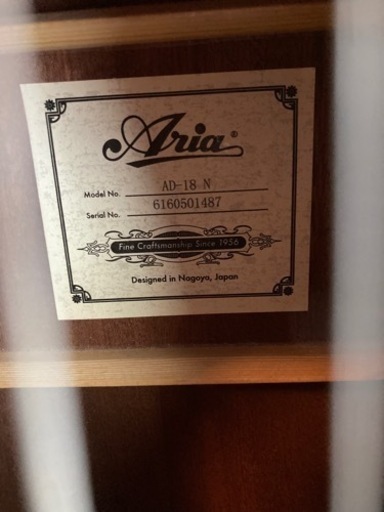 Aria®
Model No. AD-18 N
Serial No. 6160501487
Fine Craftsmanship Since 1956
Designed in Nagoya, Japan